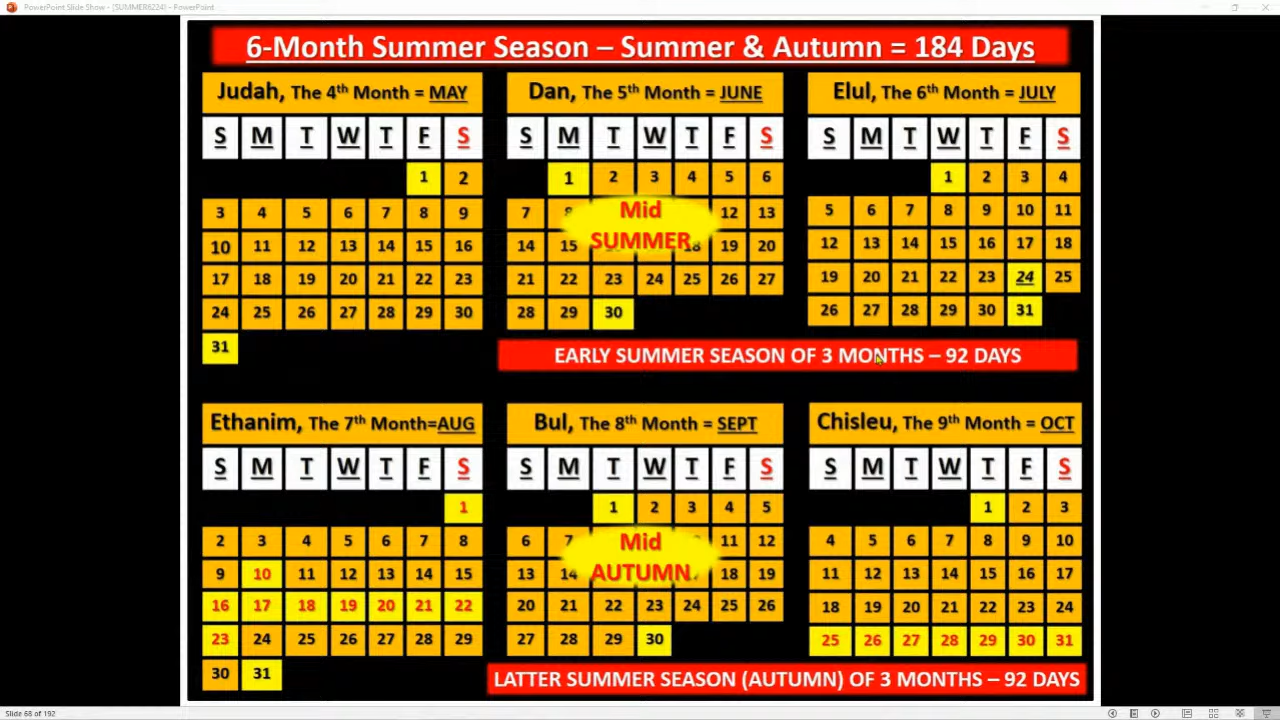 PowerPoint Slide Show - [SUMMER6224] - PowerPoint
6-Month Summer Season – Summer & Autumn = 184 Days
Judah, The 4th Month = MAY
S M T W T F S
1 2
3 4 5 6 7 8 9
10 11 12 13 14 15 16
17 18 19 20 21 22 23
24 25 26 27 28 29 30
31
Dan, The 5th Month = JUNE
S M T W T F S
1 2 3 4 5 6
7 8 12 13
Mid
SUMMER
14 15 18 19 20
21 22 23 24 25 26 27
28 29 30
Elul, The 6th Month = JULY
S M T W T F S
1 2 3 4
5 6 7 8 9 10 11
12 13 14 15 16 17 18
19 20 21 22 23 24 25
26 27 28 29 30 31
EARLY SUMMER SEASON OF 3 MONTHS – 92 DAYS
Ethanim, The 7th Month=AUG
S M T W T F S
1
2 3 4 5 6 7 8
9 10 11 12 13 14 15
16 17 18 19 20 21 22
23 24 25 26 27 28 29
30 31
Bul, The 8th Month = SEPT
S M T W T F S
1 2 3 4 5
6 7 11 12
Mid
AUTUMN
13 14 18 19
20 21 22 23 24 25 26
27 28 29 30
Chisleu, The 9th Month = OCT
S M T W T F S
1 2 3
4 5 6 7 8 9 10
11 12 13 14 15 16 17
18 19 20 21 22 23 24
25 26 27 28 29 30 31
LATTER SUMMER SEASON (AUTUMN) OF 3 MONTHS – 92 DAYS
Slide 68 of 192